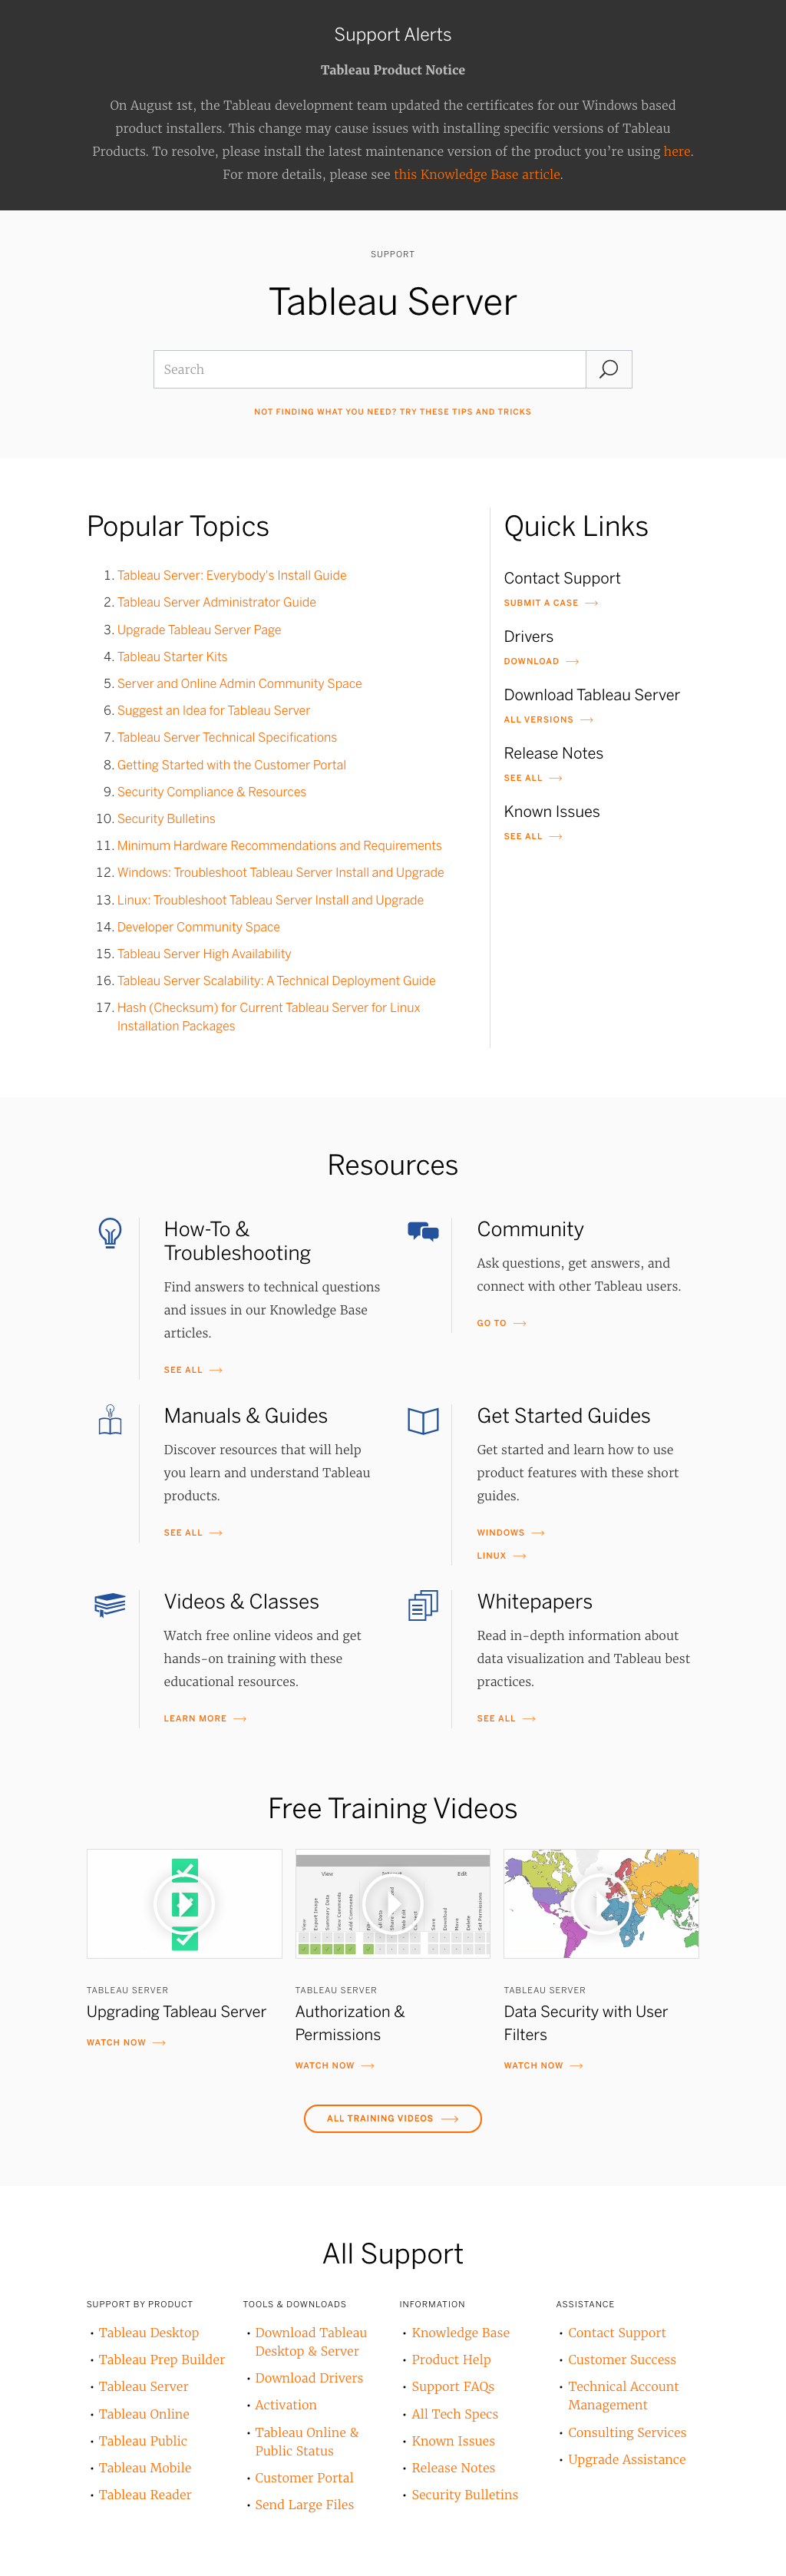 Support Alerts
Tableau Product Notice
On August 1st, the Tableau development team updated the certificates for our Windows based
product installers. This change may cause issues with installing specific versions of Tableau
Products. To resolve, please install the latest maintenance version of the product you’re using here.
For more details, please see this Knowledge Base article.
SUPPORT
Tableau Server
Search
NOT FINDING WHAT YOU NEED? TRY THESE TIPS AND TRICKS
Popular Topics
1. Tableau Server: Everybody's Install Guide
2. Tableau Server Administrator Guide
3. Upgrade Tableau Server Page
4. Tableau Starter Kits
5. Server and Online Admin Community Space
6. Suggest an Idea for Tableau Server
7. Tableau Server Technical Specifications
8. Getting Started with the Customer Portal
9. Security Compliance & Resources
10. Security Bulletins
11. Minimum Hardware Recommendations and Requirements
12. Windows: Troubleshoot Tableau Server Install and Upgrade
13. Linux: Troubleshoot Tableau Server Install and Upgrade
14. Developer Community Space
15. Tableau Server High Availability
16. Tableau Server Scalability: A Technical Deployment Guide
17. Hash (Checksum) for Current Tableau Server for Linux
Installation Packages
Quick Links
Contact Support
SUBMIT A CASE
Drivers
DOWNLOAD
Download Tableau Server
ALL VERSIONS
Release Notes
SEE ALL
Known Issues
SEE ALL
Resources
How-To &
Troubleshooting
Find answers to technical questions
and issues in our Knowledge Base
articles.
SEE ALL
Community
Ask questions, get answers, and
connect with other Tableau users.
GO TO
Manuals & Guides
Discover resources that will help
you learn and understand Tableau
products.
SEE ALL
Get Started Guides
Get started and learn how to use
product features with these short
guides.
WINDOWS
LINUX
Videos & Classes
Watch free online videos and get
hands-on training with these
educational resources.
LEARN MORE
Whitepapers
Read in-depth information about
data visualization and Tableau best
practices.
SEE ALL
Free Training Videos
View
Edit
View
Export Image
Summary Data
View Comments
Add Comments
Save
Download
Move
Delete
Set Permissions
TABLEAU SERVER
Upgrading Tableau Server
WATCH NOW
TABLEAU SERVER
Authorization &
Permissions
WATCH NOW
TABLEAU SERVER
Data Security with User
Filters
WATCH NOW
ALL TRAINING VIDEOS
All Support
SUPPORT BY PRODUCT
• Tableau Desktop
• Tableau Prep Builder
• Tableau Server
• Tableau Online
• Tableau Public
• Tableau Mobile
• Tableau Reader
TOOLS & DOWNLOADS
• Download Tableau
Desktop & Server
• Download Drivers
• Activation
• Tableau Online &
Public Status
• Customer Portal
• Send Large Files
INFORMATION
• Knowledge Base
• Product Help
• Support FAQs
• All Tech Specs
• Known Issues
• Release Notes
• Security Bulletins
ASSISTANCE
• Contact Support
• Customer Success
• Technical Account
Management
• Consulting Services
• Upgrade Assistance